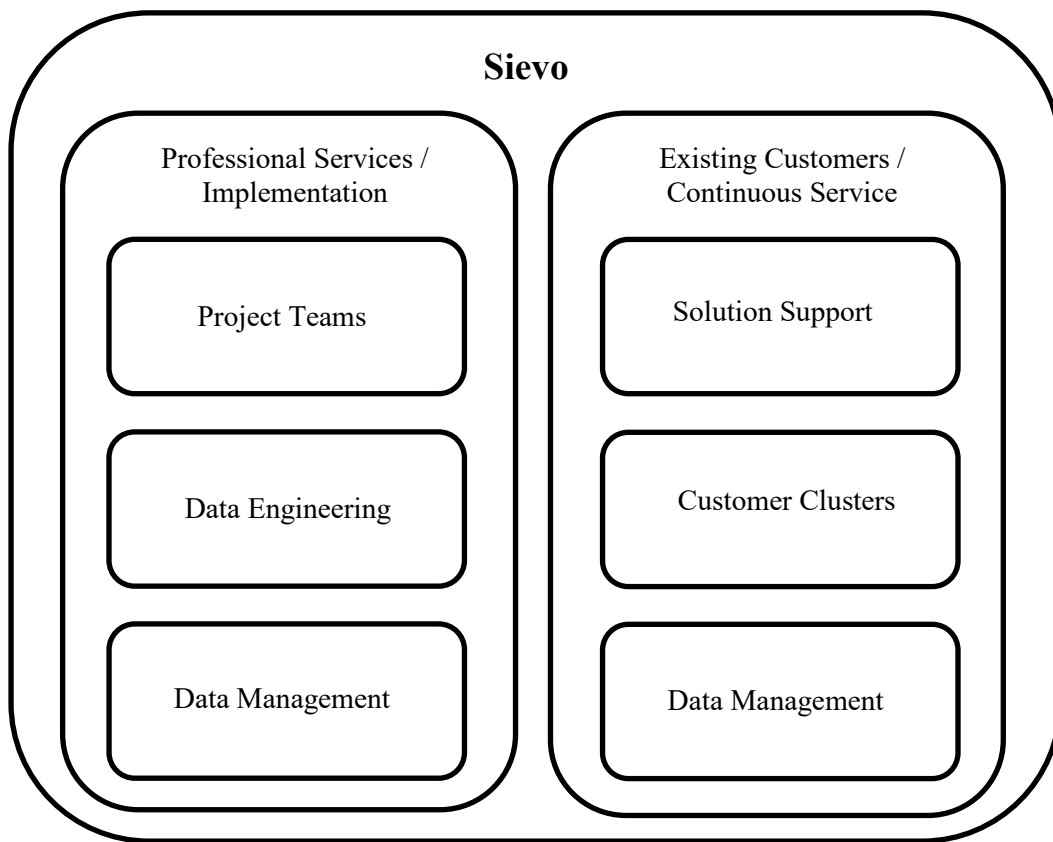 Sievo
Professional Services /
Implementation
Project Teams
Data Engineering
Data Management
Existing Customers /
Continuous Service
Solution Support
Customer Clusters
Data Management